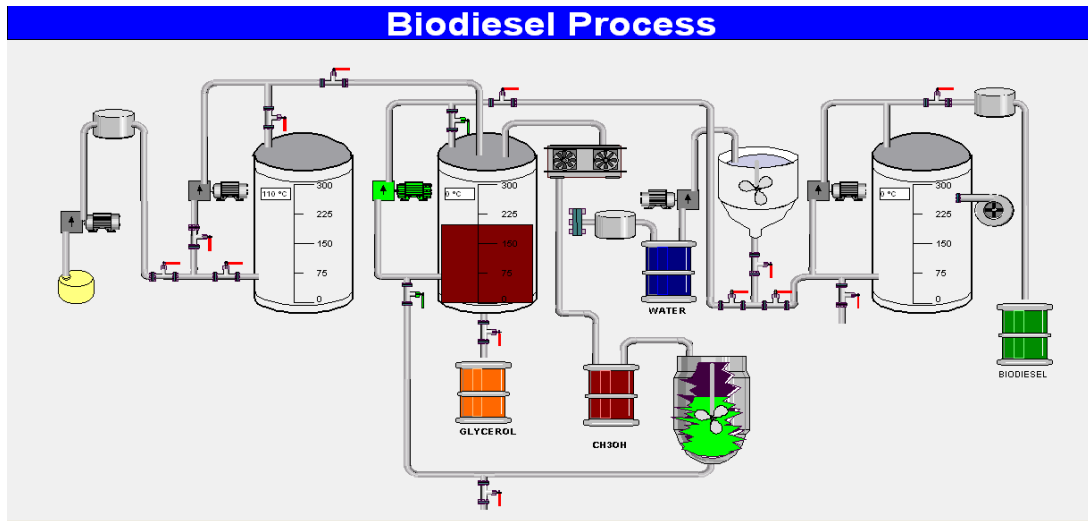 Biodiesel Process
110 °C
300
225
150
75
0
0 °C
300
225
150
75
0
0 °C
300
225
150
75
0
WATER
BIODIESEL
GLYCEROL
CH3OH